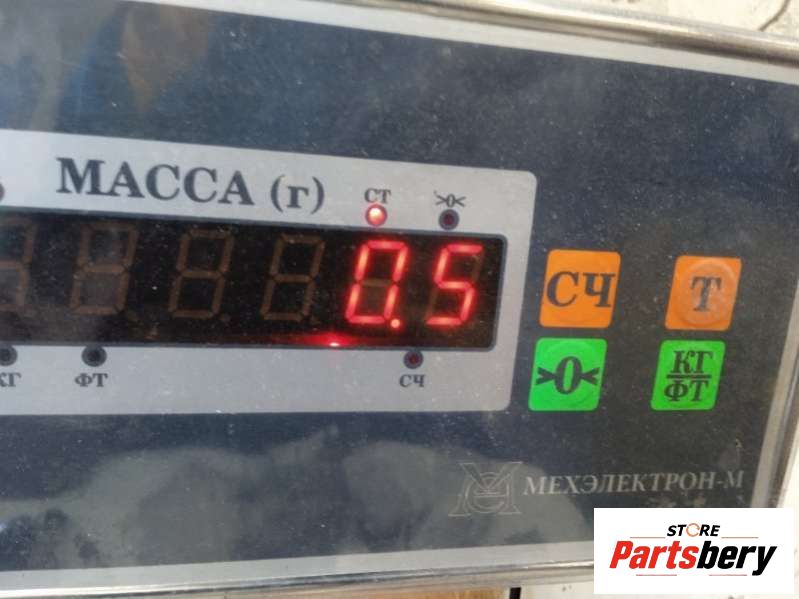 МАССА (г) СТ >0<
0.5
СЧ Т
>0< КГ/ФТ
КГ ФТ СЧ
МЕХЭЛЕКТРОН-М
STORE
Partsbery